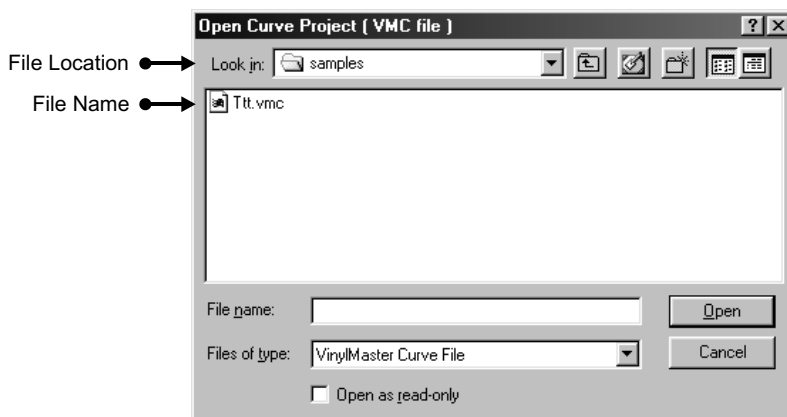 Open Curve Project ( VMC file )
File Location
Look in:
samples
File Name
Ttt.vmc
File name:
Open
Files of type:
VinylMaster Curve File
Cancel
Open as read-only